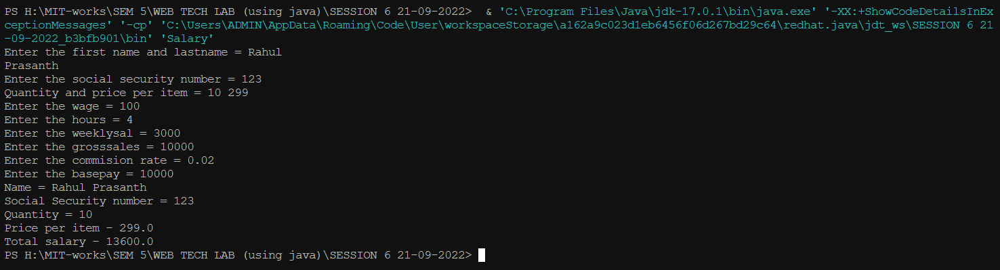 PS H:\MIT-works\SEM 5\WEB TECH LAB (using java)\SESSION 6 21-09-2022>  & 'C:\Program Files\Java\jdk-17.0.1\bin\java.exe' '-XX:+ShowCodeDetailsInEx
ceptionMessages' '-cp' 'C:\Users\ADMIN\AppData\Roaming\Code\User\workspaceStorage\a162a9c023d1eb6456f06d267bd29c64\redhat.java\jdt_ws\SESSION 6 21
-09-2022_b3bfb901\bin' 'Salary'
Enter the first name and lastname = Rahul
Prasanth
Enter the social security number = 123
Quantity and price per item = 10 299
Enter the wage = 100
Enter the hours = 4
Enter the weeklysal = 3000
Enter the grosssales = 10000
Enter the commision rate = 0.02
Enter the basepay = 10000
Name = Rahul Prasanth
Social Security number = 123
Quantity = 10
Price per item - 299.0
Total salary - 13600.0
PS H:\MIT-works\SEM 5\WEB TECH LAB (using java)\SESSION 6 21-09-2022>